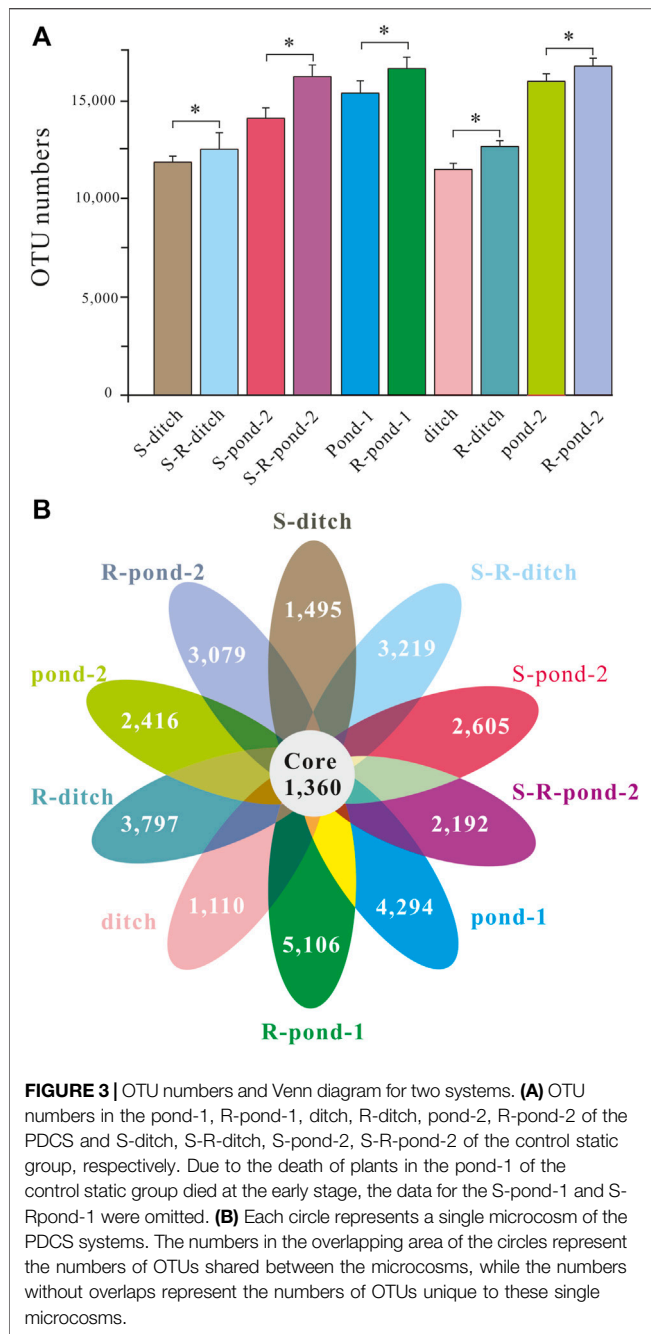 A
* * * * *
OTU numbers
15,000
10,000
5,000
0
S-ditch S-R-ditch S-pond-2 S-R-pond-2 Pond-1 R-pond-1 ditch R-ditch pond-2 R-pond-2
B
S-ditch
R-pond-2 S-R-ditch
1,495
3,079 3,219
pond-2 S-pond-2
2,416 2,605
Core
1,360
R-ditch S-R-pond-2
3,797 2,192
1,110 4,294
ditch pond-1
5,106
R-pond-1
FIGURE 3 | OTU numbers and Venn diagram for two systems. (A) OTU
numbers in the pond-1, R-pond-1, ditch, R-ditch, pond-2, R-pond-2 of the
PDCS and S-ditch, S-R-ditch, S-pond-2, S-R-pond-2 of the control static
group, respectively. Due to the death of plants in the pond-1 of the
control static group died at the early stage, the data for the S-pond-1 and S-
Rpond-1 were omitted. (B) Each circle represents a single microcosm of the
PDCS systems. The numbers in the overlapping area of the circles represent
the numbers of OTUs shared between the microcosms, while the numbers
without overlaps represent the numbers of OTUs unique to these single
microcosms.